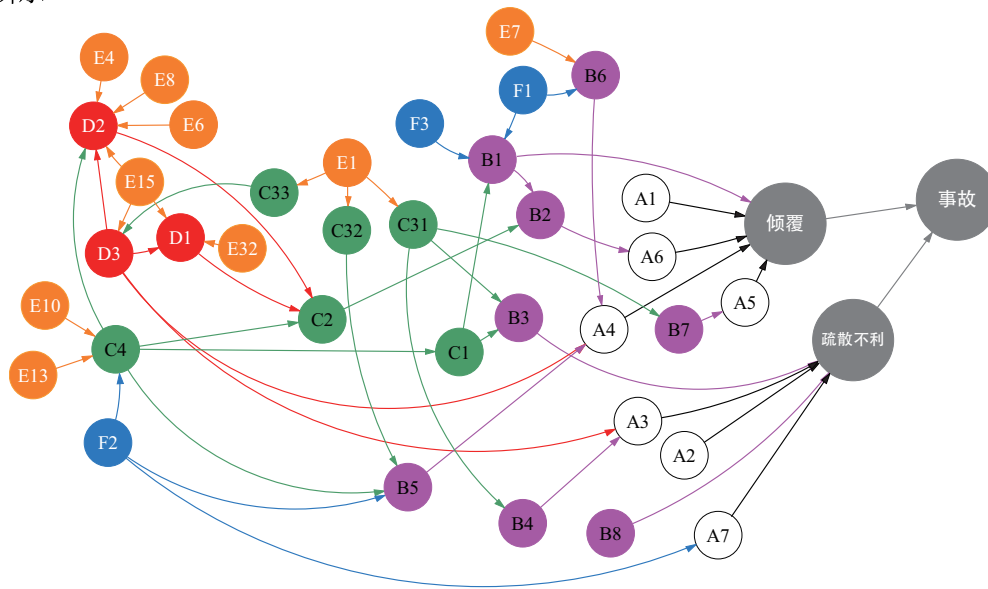 E7
E4
B6
E8
F1
E6
D2
F3
E1
B1
E15
C33
A1
事故
B2
倾覆
C31
C32
D1
E32
D3
A6
E10
A5
C2
B3
A4
B7
C4
C1
疏散不利
E13
A3
F2
A2
B5
B4
B8
A7